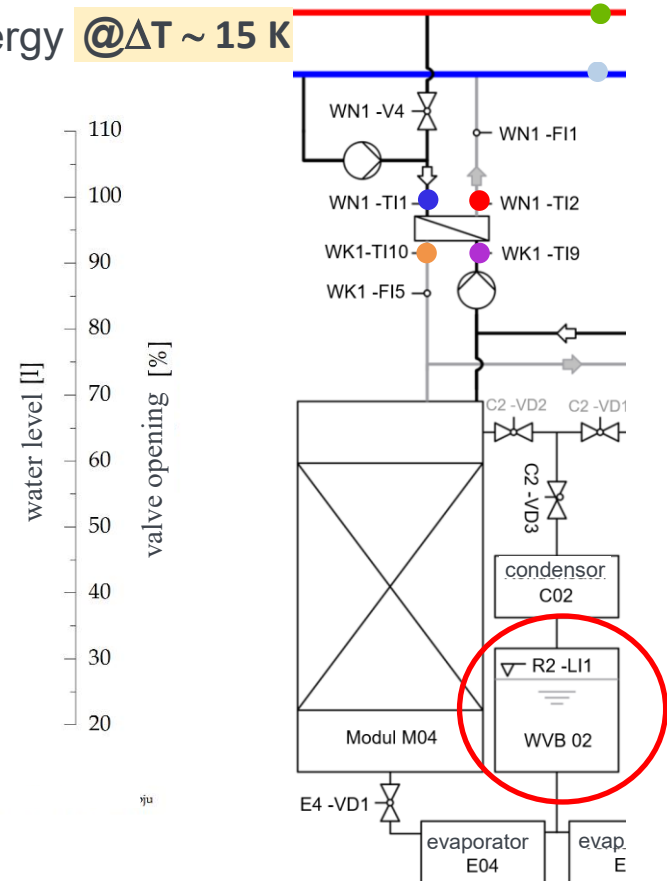 ergy @ΔT ~ 15 K
WN1 -V4
WN1 -FI1
WN1 -TI1
WN1 -TI2
WK1-TI10
WK1 -TI9
WK1 -FI5
110
100
90
80
70
60
50
40
30
20
water level [l]
valve opening [%]
C2 -VD2
C2 -VD1
C2 -VD3
condensor
C02
R2 -LI1
WVB 02
Modul M04
E4 -VD1
evaporator
E04
evap
E